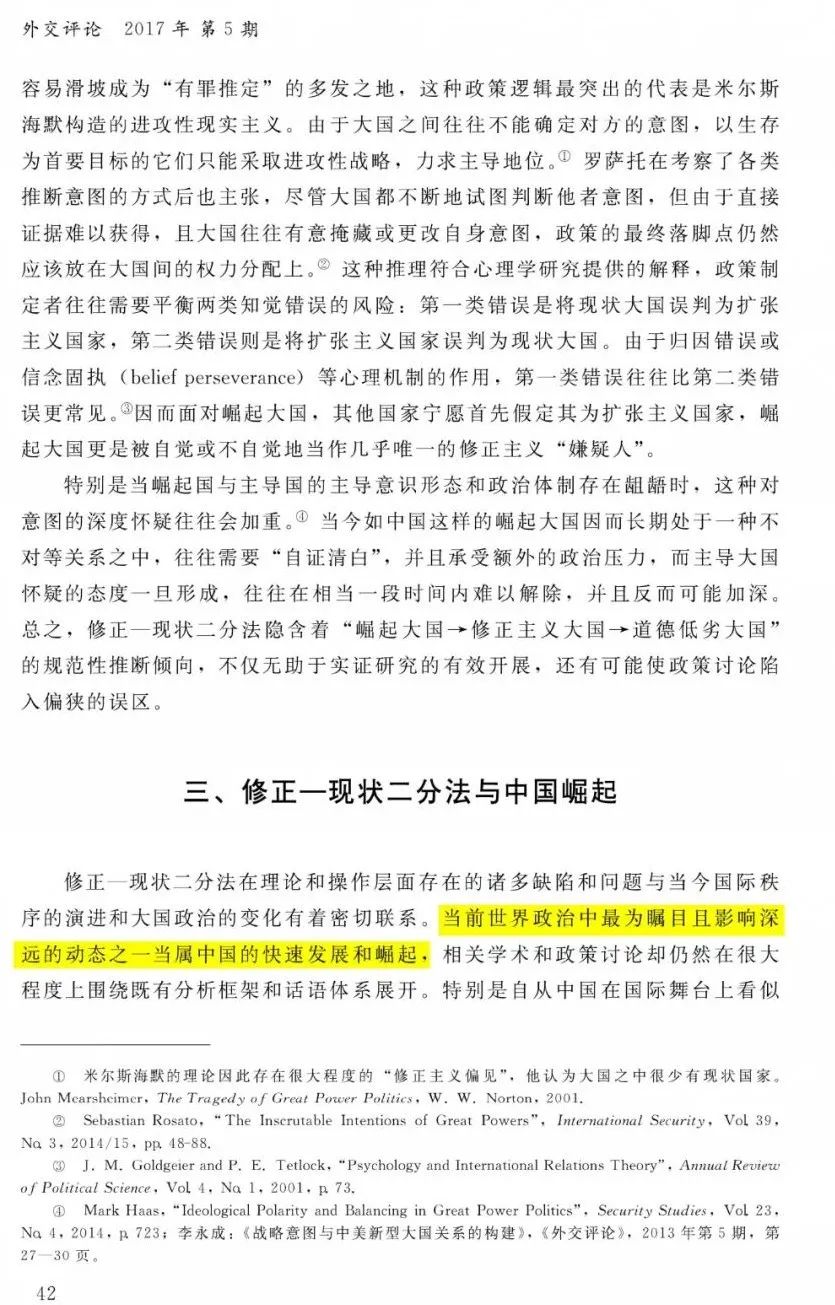 外交评论 2017 年 第 5 期
容易滑坡成为“有罪推定”的多发之地，这种政策逻辑最突出的代表是米尔斯
海默构造的进攻性现实主义。由于大国之间往往不能确定对方的意图，以生存
为首要目标的它们只能采取进攻性战略，力求主导地位。① 罗萨托在考察了各类
推断意图的方式后也主张，尽管大国都不断地试图判断他者意图，但由于直接
证据难以获得，且大国往往有意掩藏或更改自身意图，政策的最终落脚点仍然
应该放在大国间的权力分配上。② 这种推理符合心理学研究提供的解释，政策制
定者往往需要平衡两类知觉错误的风险：第一类错误是将现状大国误判为扩张
主义国家，第二类错误则是将扩张主义国家误判为现状大国。由于归因错误或
信念固执（belief perseverance）等心理机制的作用，第一类错误往往比第二类错
误更常见。③因而面对崛起大国，其他国家宁愿首先假定其为扩张主义国家，崛
起大国更是被自觉或不自觉地当作几乎唯一的修正主义“嫌疑人”。
特别是当崛起国与主导国的主导意识形态和政治体制存在龃龉时，这种对
意图的深度怀疑往往会加重。④ 当今如中国这样的崛起大国因而长期处于一种不
对等关系之中，往往需要“自证清白”，并且承受额外的政治压力，而主导大国
怀疑的态度一旦形成，往往在相当一段时间内难以解除，并且反而可能加深。
总之，修正—现状二分法隐含着“崛起大国→修正主义大国→道德低劣大国”
的规范性推断倾向，不仅无助于实证研究的有效开展，还有可能使政策讨论陷
入偏狭的误区。
三、修正—现状二分法与中国崛起
修正—现状二分法在理论和操作层面存在的诸多缺陷和问题与当今国际秩
序的演进和大国政治的变化有着密切联系。当前世界政治中最为瞩目且影响深
远的动态之一当属中国的快速发展和崛起，相关学术和政策讨论却仍然在很大
程度上围绕既有分析框架和话语体系展开。特别是自从中国在国际舞台上看似
① 米尔斯海默的理论因此存在很大程度的“修正主义偏见”，他认为大国之中很少有现状国家。
John Mearsheimer, The Tragedy of Great Power Politics, W. W. Norton, 2001.
② Sebastian Rosato, “The Inscrutable Intentions of Great Powers”, International Security, Vol. 39,
No. 3, 2014/15, pp. 48-88.
③ J. M. Goldgeier and P. E. Tetlock, “Psychology and International Relations Theory”, Annual Review
of Political Science, Vol. 4, No. 1, 2001, p. 73.
④ Mark Haas, “Ideological Polarity and Balancing in Great Power Politics”, Security Studies, Vol. 23,
No. 4, 2014, p. 723；李永成：《战略意图与中美新型大国关系的构建》，《外交评论》，2013 年第 5 期，第
27—30 页。
42